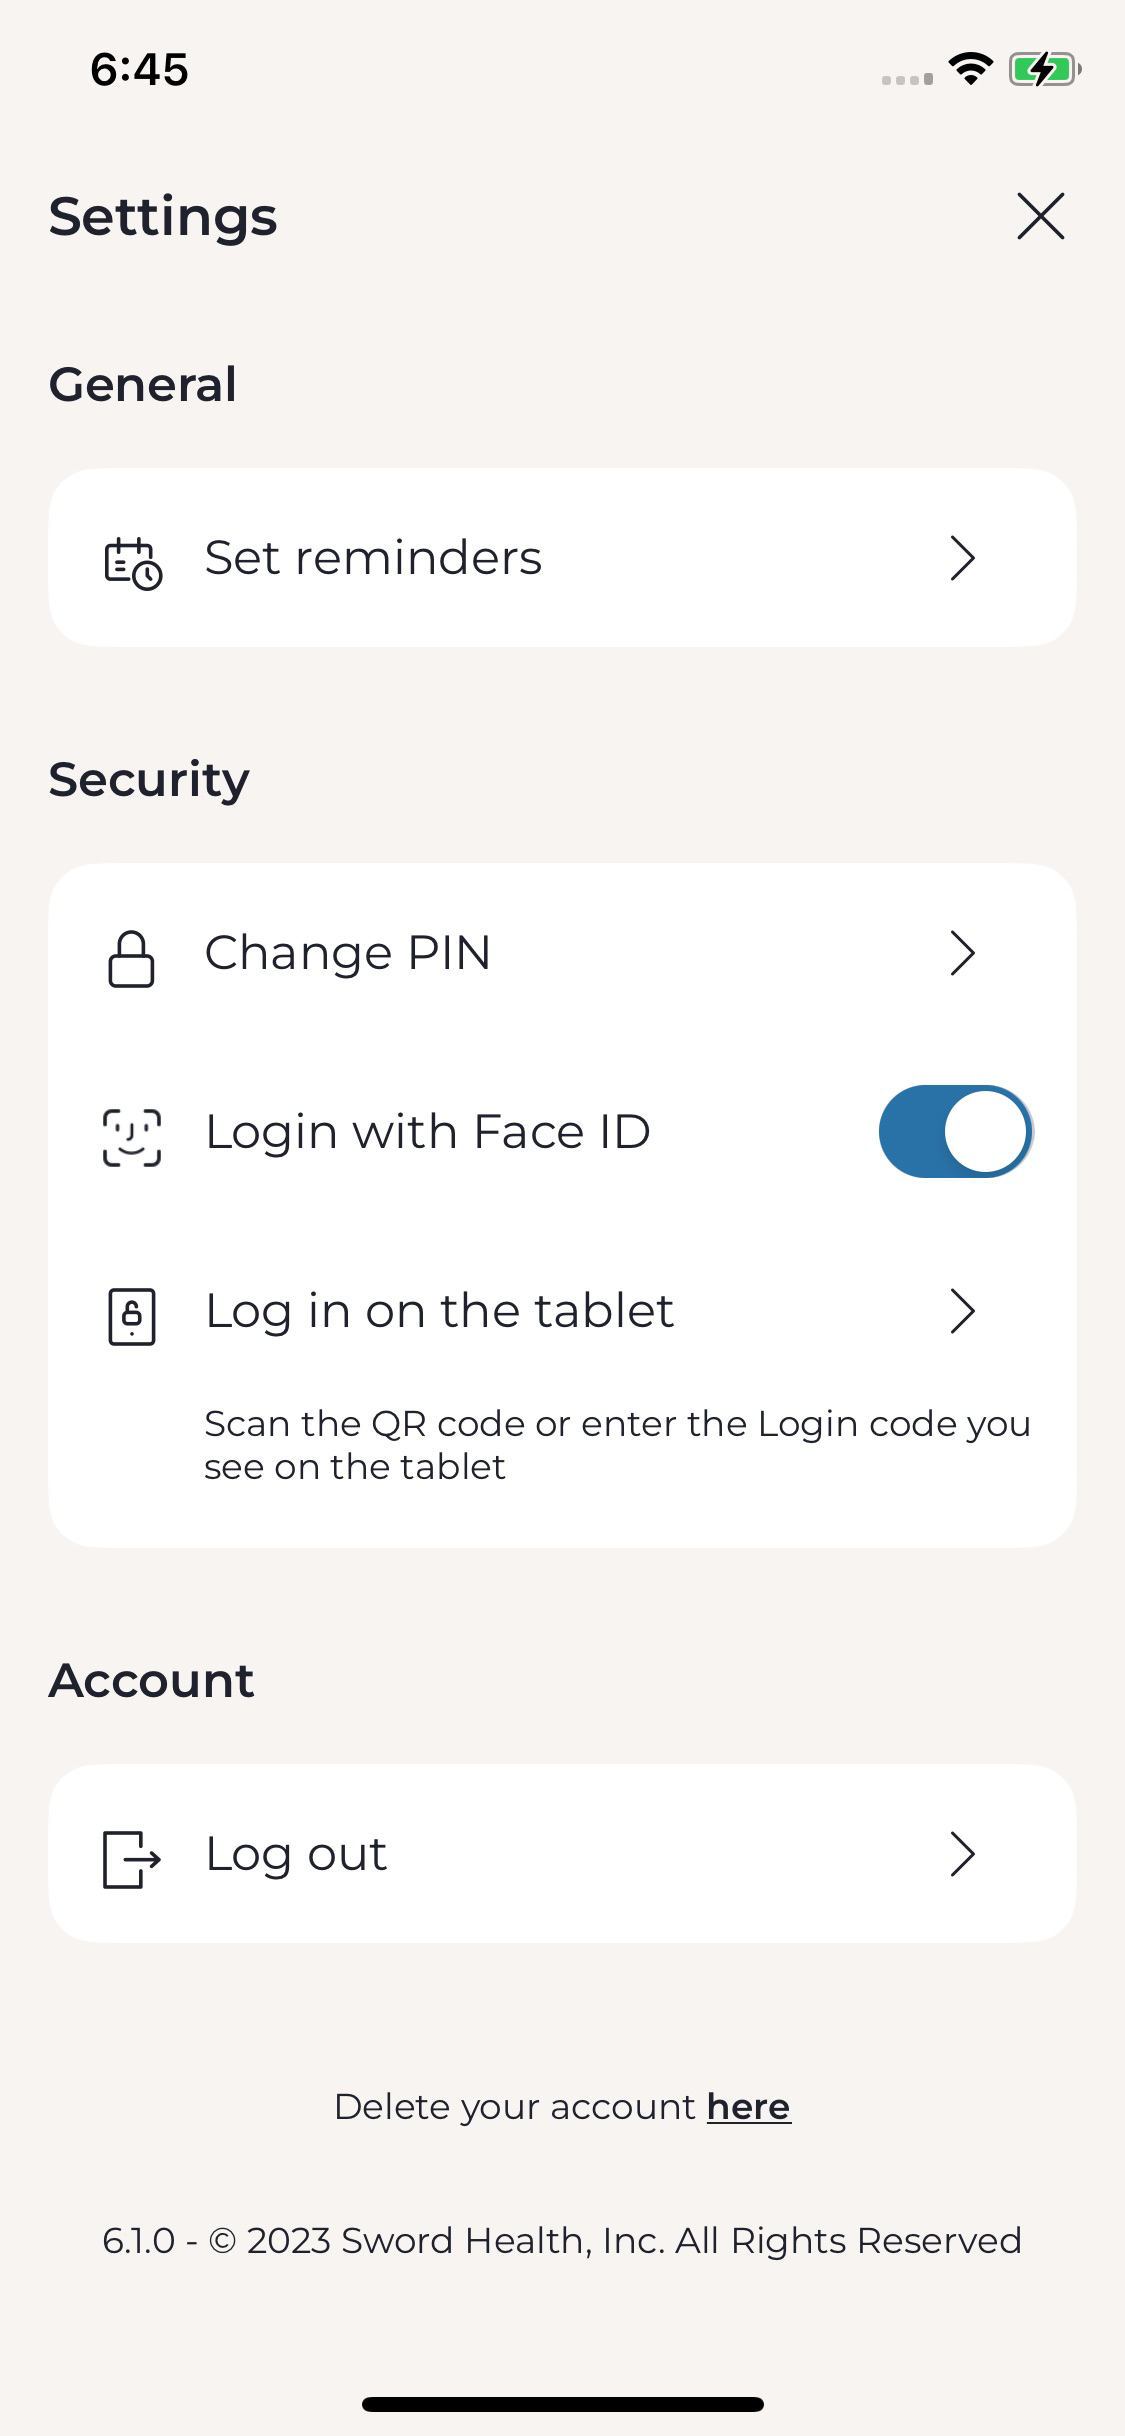 6:45
Settings
General
Set reminders
Security
Change PIN
Login with Face ID
Log in on the tablet
Scan the QR code or enter the Login code you
see on the tablet
Account
Log out
Delete your account here
6.1.0 - © 2023 Sword Health, Inc. All Rights Reserved